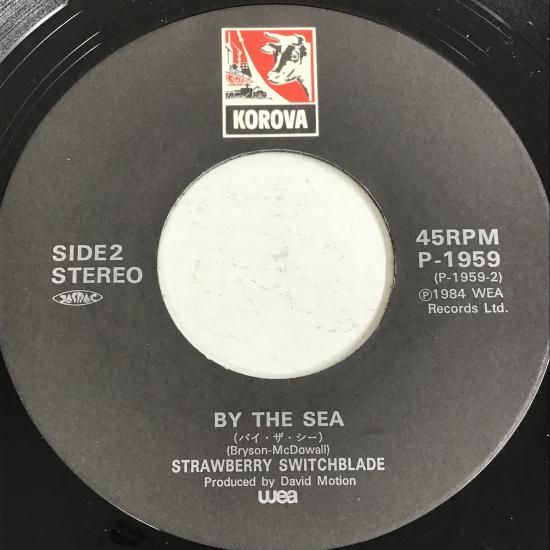 KOROVA
SIDE2
STEREO
JASRAC
45RPM
P-1959
(P-1959-2)
Ⓟ1984 WEA
Records Ltd.
BY THE SEA
(バイ・ザ・シー)
(Bryson-McDowall)
STRAWBERRY SWITCHBLADE
Produced by David Motion
wea